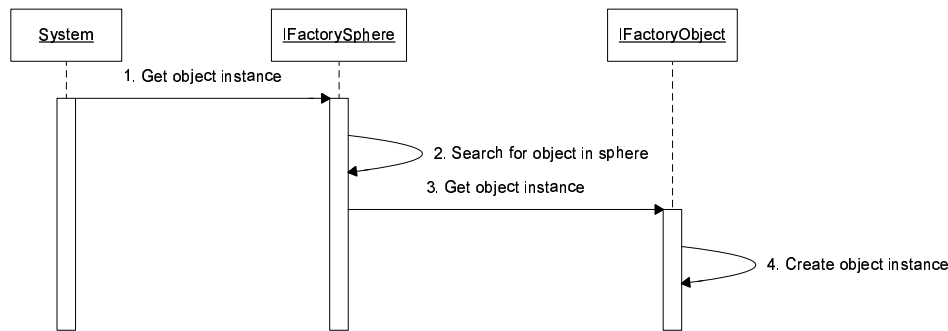 System
IFactorySphere
IFactoryObject
1. Get object instance
2. Search for object in sphere
3. Get object instance
4. Create object instance